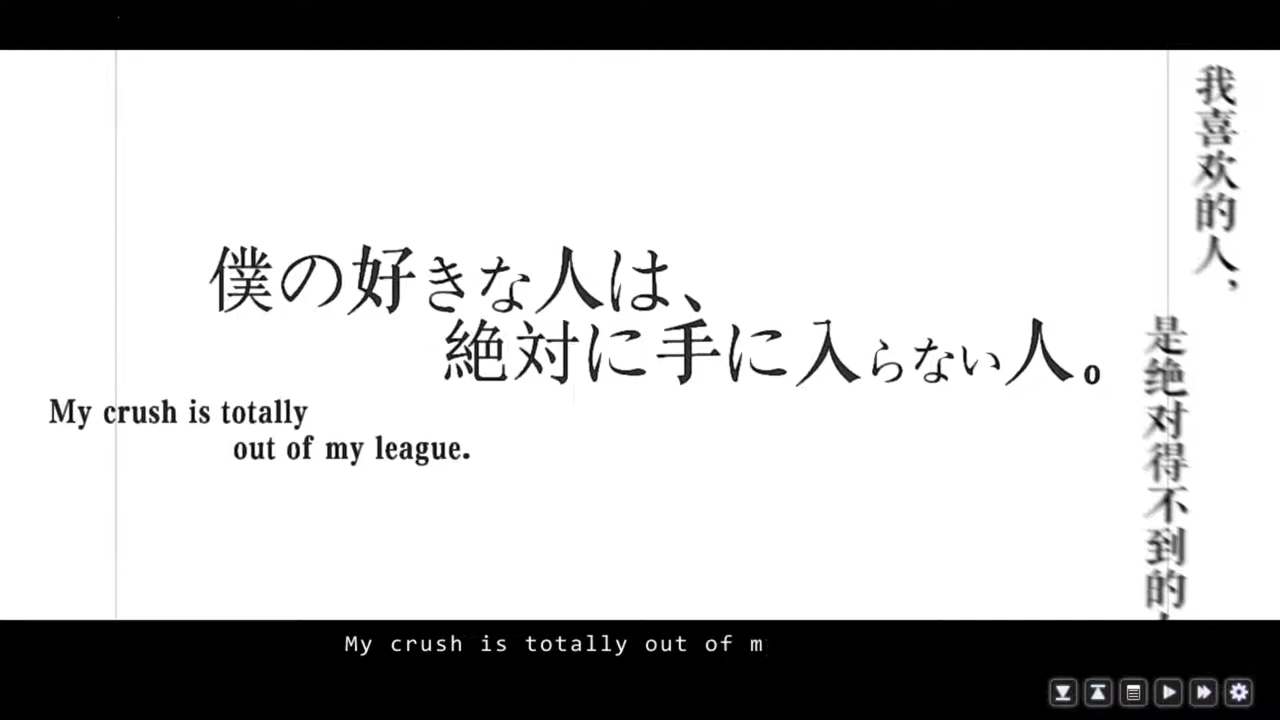 僕の好きな人は、
絶対に手に入らない人。
My crush is totally
out of my league.
我喜欢的人，
是绝对得不到的
My crush is totally out of m